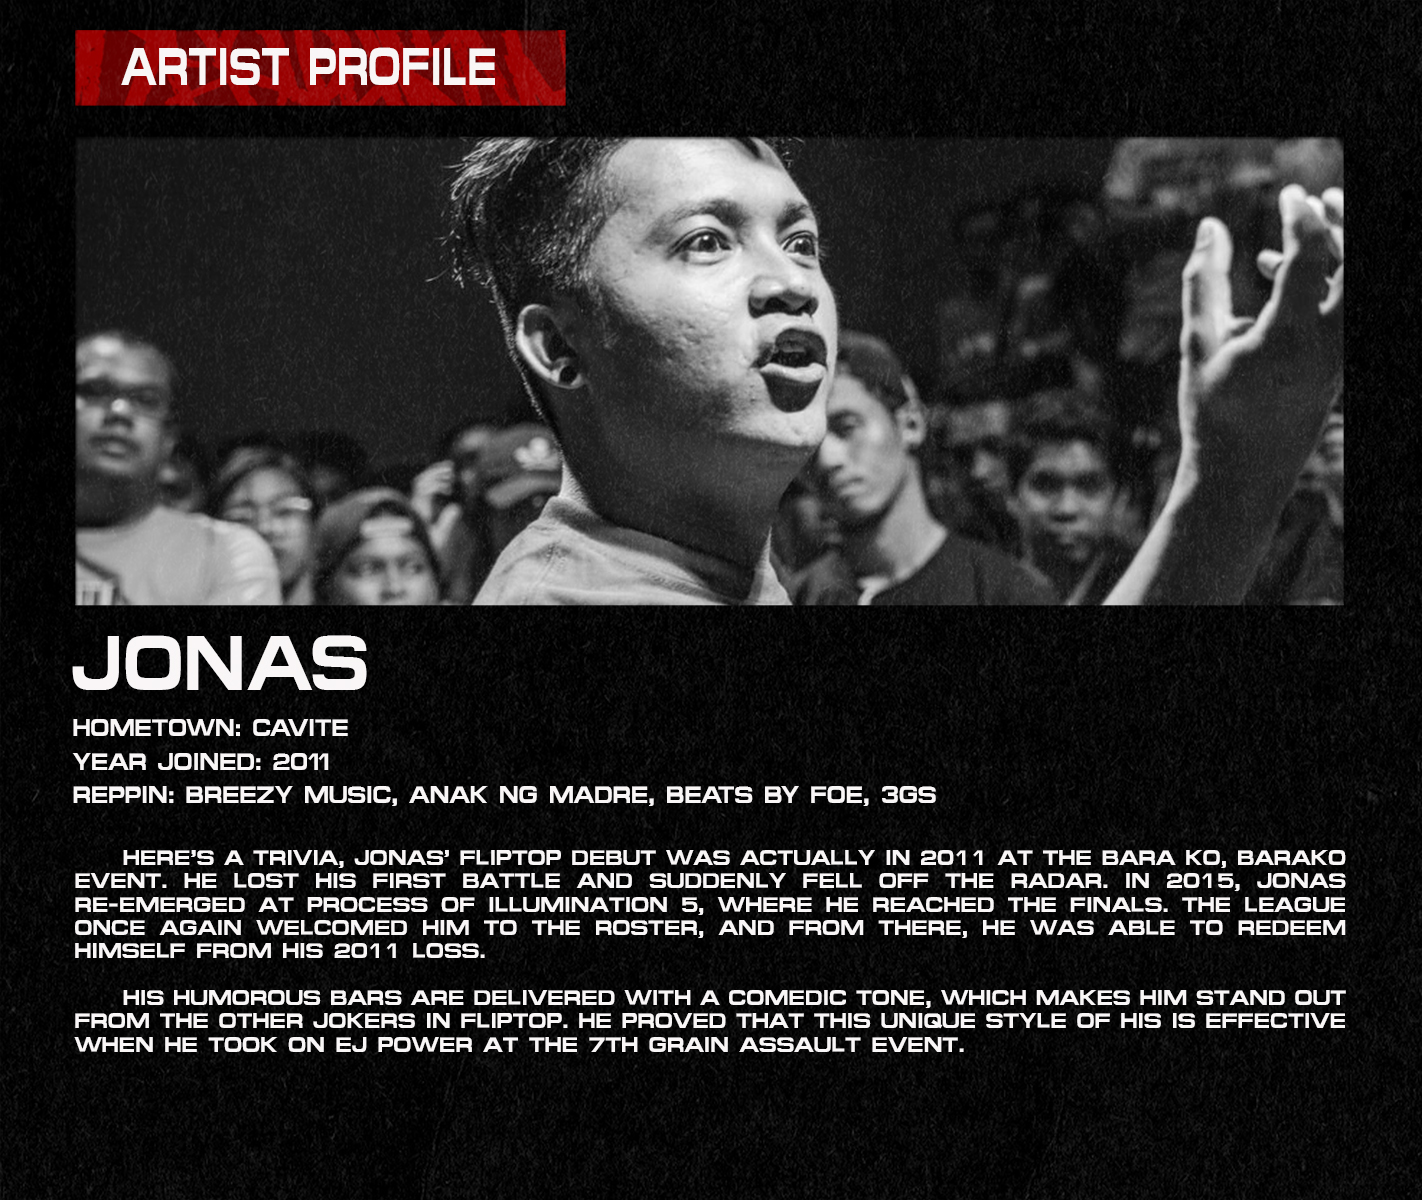 ARTIST PROFILE
JONAS
HOMETOWN: CAVITE
YEAR JOINED: 2011
REPPIN: BREEZY MUSIC, ANAK NG MADRE, BEATS BY FOE, 3GS
HERE'S A TRIVIA, JONAS' FLIPTOP DEBUT WAS ACTUALLY IN 2011 AT THE BARA KO, BARAKO
EVENT. HE LOST HIS FIRST BATTLE AND SUDDENLY FELL OFF THE RADAR. IN 2015, JONAS
RE-EMERGED AT PROCESS OF ILLUMINATION 5, WHERE HE REACHED THE FINALS. THE LEAGUE
ONCE AGAIN WELCOMED HIM TO THE ROSTER, AND FROM THERE, HE WAS ABLE TO REDEEM
HIMSELF FROM HIS 2011 LOSS.
HIS HUMOROUS BARS ARE DELIVERED WITH A COMEDIC TONE, WHICH MAKES HIM STAND OUT
FROM THE OTHER JOKERS IN FLIPTOP. HE PROVED THAT THIS UNIQUE STYLE OF HIS IS EFFECTIVE
WHEN HE TOOK ON EJ POWER AT THE 7TH GRAIN ASSAULT EVENT.